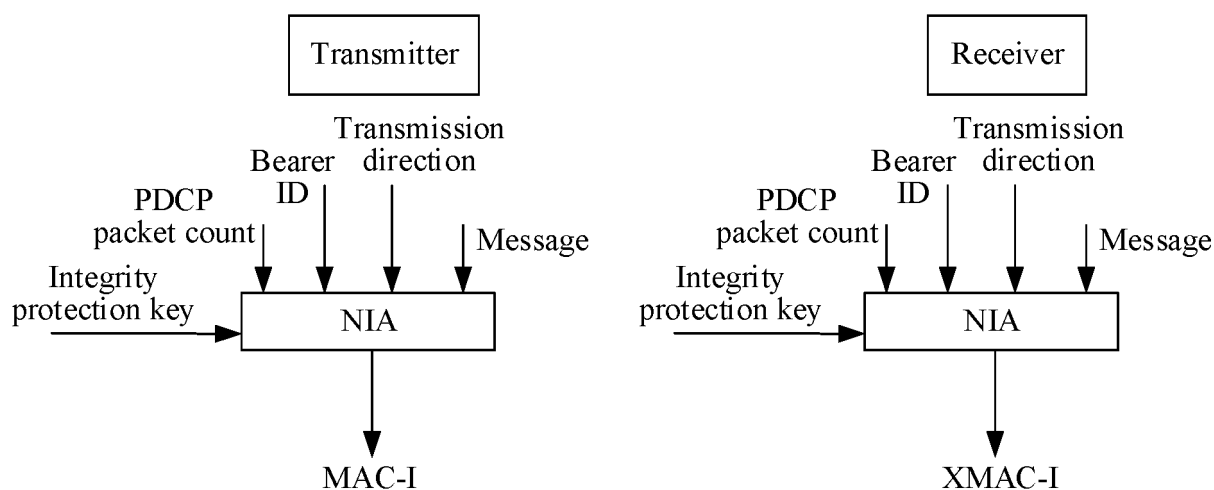 Transmitter
Transmission
direction
Bearer
ID
PDCP
packet count
Message
Integrity
protection key
NIA
MAC-I
Receiver
Transmission
direction
Bearer
ID
PDCP
packet count
Message
Integrity
protection key
NIA
XMAC-I